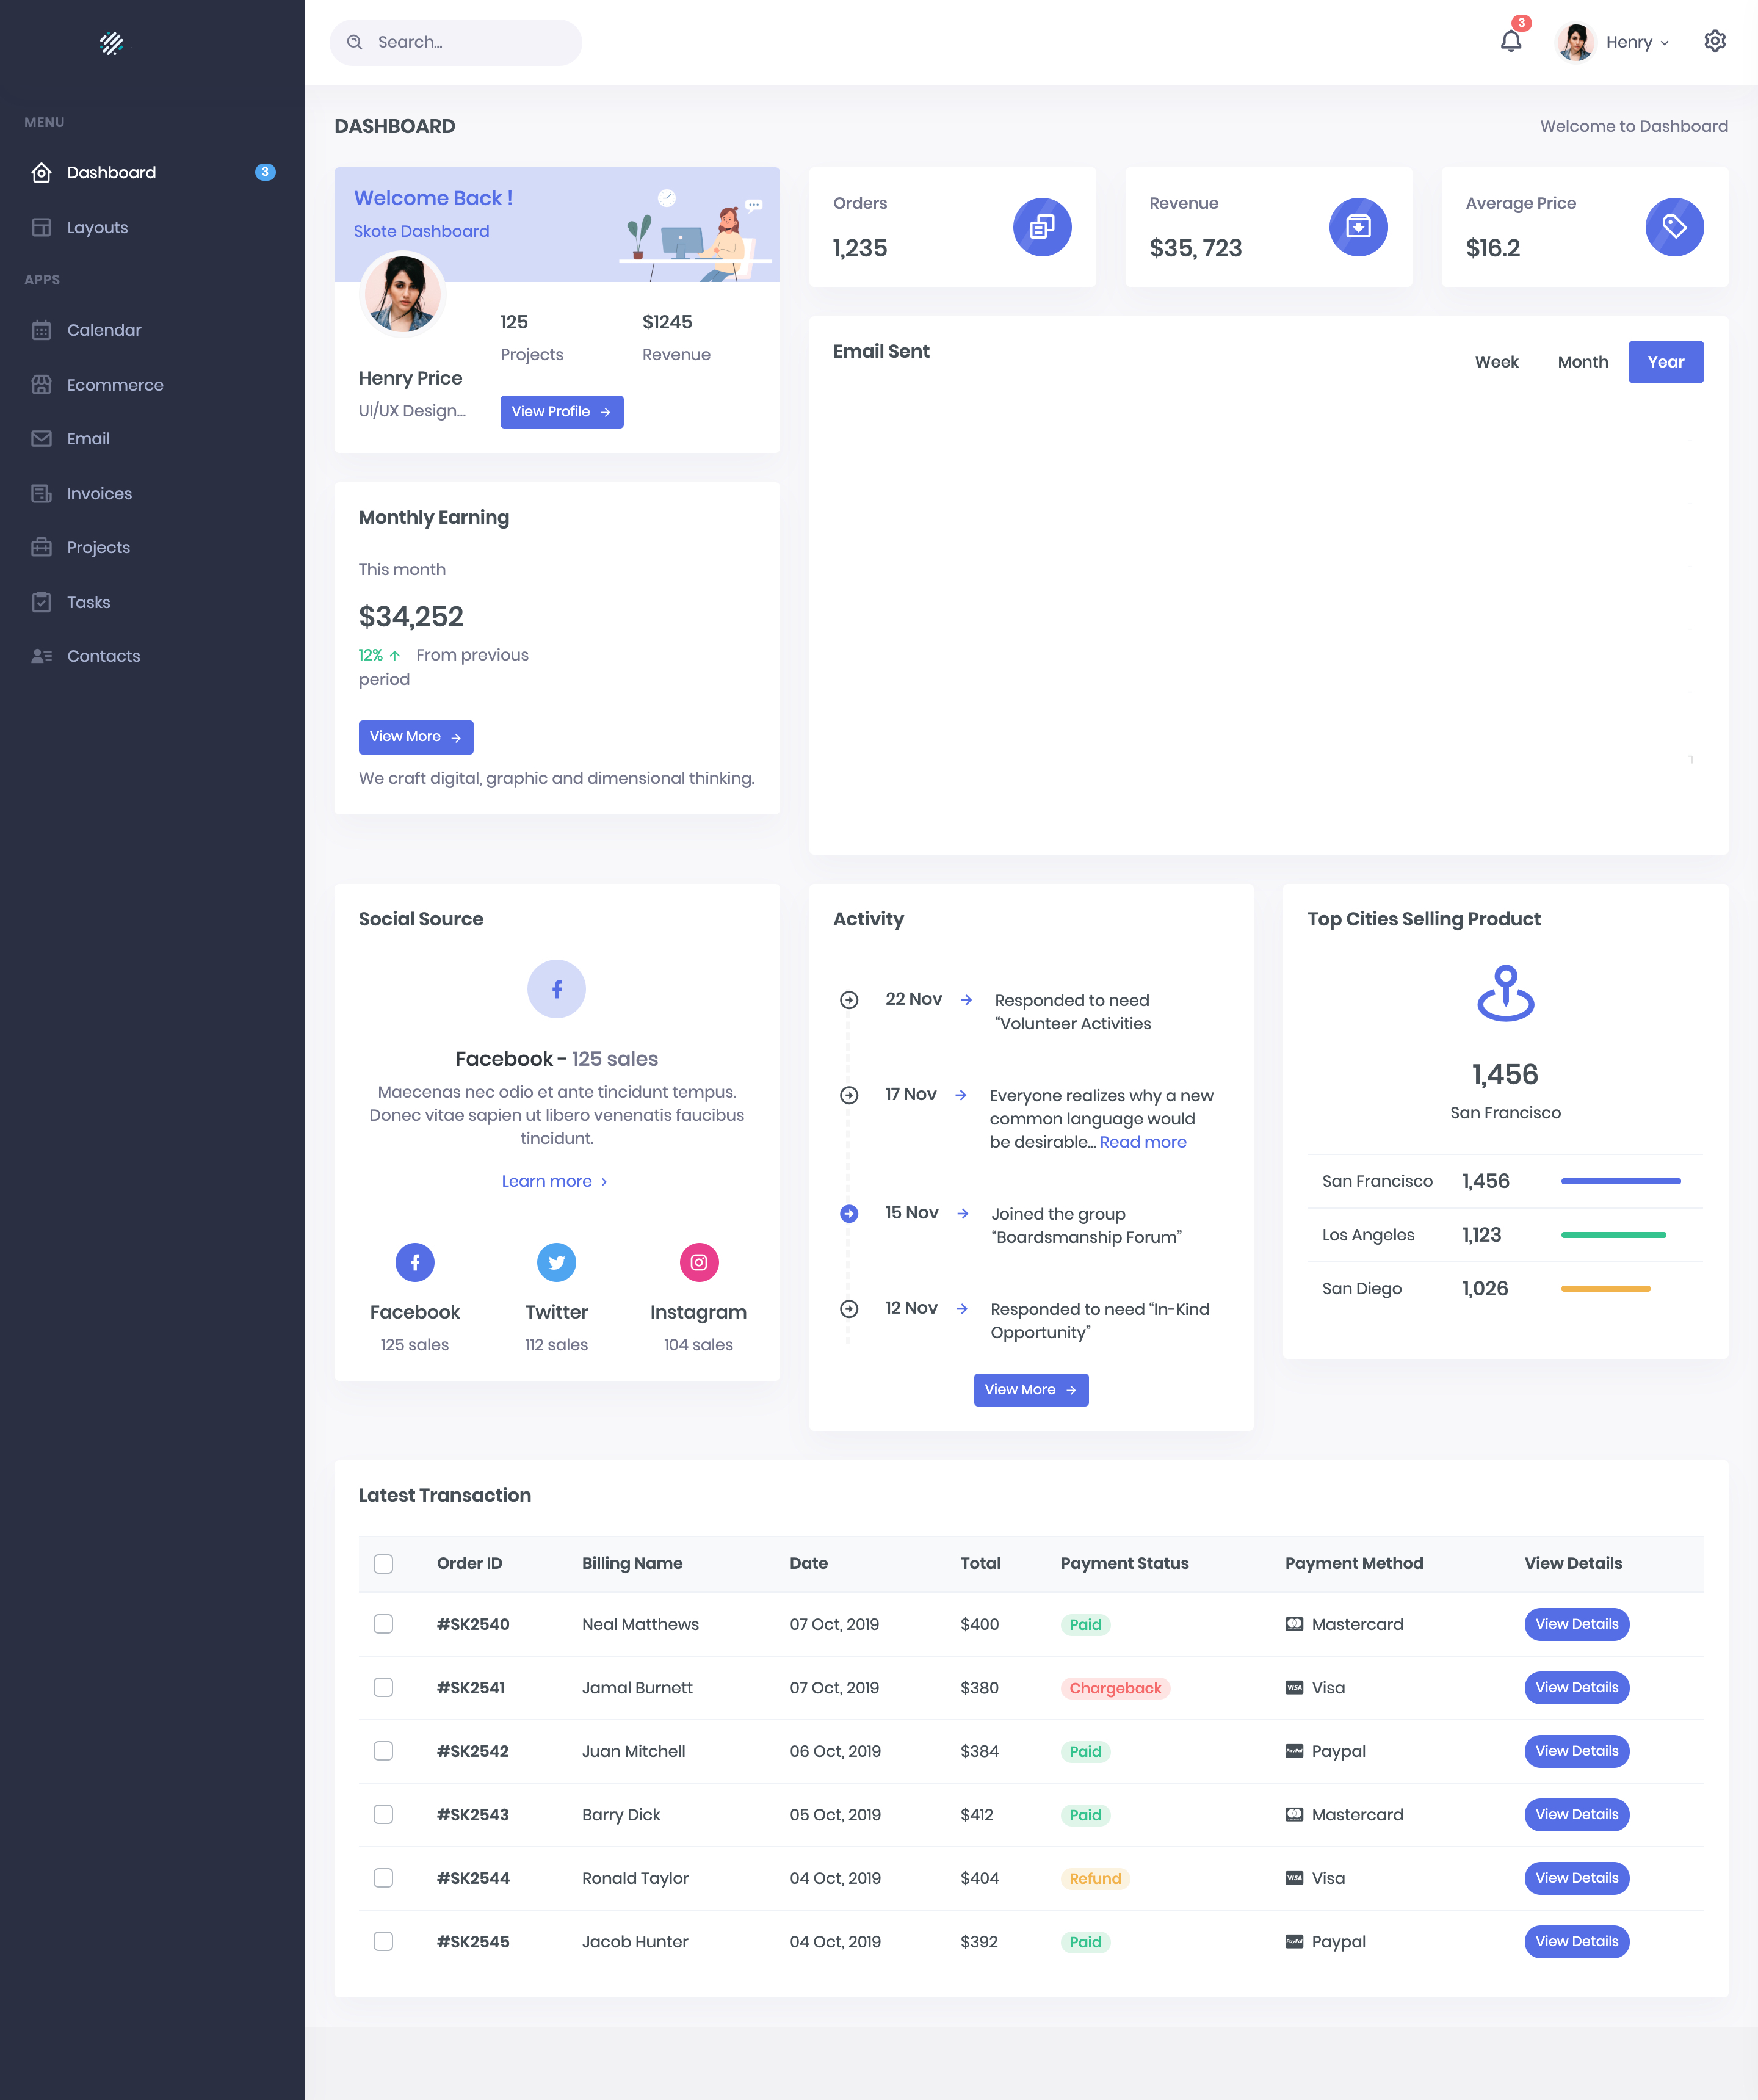 Search...
3
Henry
MENU
Dashboard 3
Layouts
APPS
Calendar
Ecommerce
Email
Invoices
Projects
Tasks
Contacts
DASHBOARD
Welcome to Dashboard
Welcome Back !
Skote Dashboard
125
Projects
$1245
Revenue
Henry Price
UI/UX Design...
View Profile
Orders
1,235
Revenue
$35, 723
Average Price
$16.2
Email Sent
Week Month Year
Monthly Earning
This month
$34,252
12% From previous
period
View More
We craft digital, graphic and dimensional thinking.
Social Source
Facebook - 125 sales
Maecenas nec odio et ante tincidunt tempus.
Donec vitae sapien ut libero venenatis faucibus
tincidunt.
Learn more
Facebook
125 sales
Twitter
112 sales
Instagram
104 sales
Activity
22 Nov
Responded to need
“Volunteer Activities
17 Nov
Everyone realizes why a new
common language would
be desirable... Read more
15 Nov
Joined the group
“Boardsmanship Forum”
12 Nov
Responded to need “In-Kind
Opportunity”
View More
Top Cities Selling Product
1,456
San Francisco
San Francisco 1,456
Los Angeles 1,123
San Diego 1,026
Latest Transaction
Order ID Billing Name Date Total Payment Status Payment Method View Details
#SK2540 Neal Matthews 07 Oct, 2019 $400 Paid Mastercard View Details
#SK2541 Jamal Burnett 07 Oct, 2019 $380 Chargeback VISA Visa View Details
#SK2542 Juan Mitchell 06 Oct, 2019 $384 Paid PayPal Paypal View Details
#SK2543 Barry Dick 05 Oct, 2019 $412 Paid Mastercard View Details
#SK2544 Ronald Taylor 04 Oct, 2019 $404 Refund VISA Visa View Details
#SK2545 Jacob Hunter 04 Oct, 2019 $392 Paid PayPal Paypal View Details